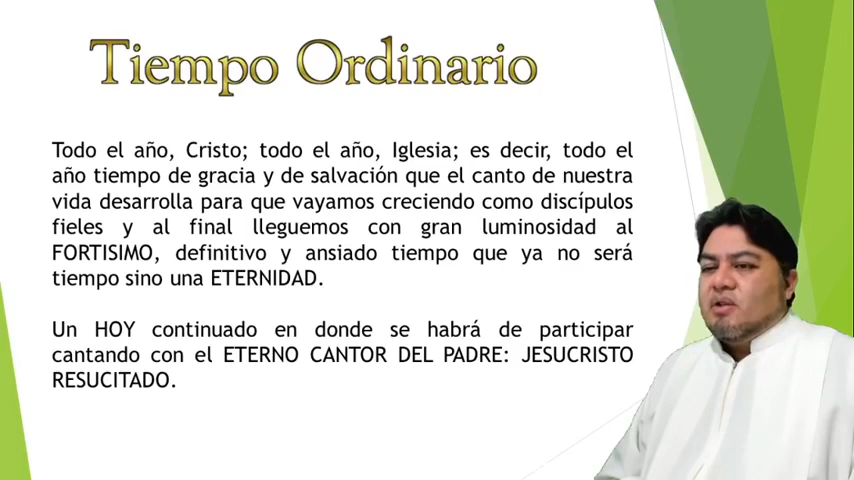 Tiempo Ordinario
Todo el año, Cristo; todo el año, Iglesia; es decir, todo el
año tiempo de gracia y de salvación que el canto de nuestra
vida desarrolla para que vayamos creciendo como discípulos
fieles y al final lleguemos con gran luminosidad al
FORTISIMO, definitivo y ansiado tiempo que ya no será
tiempo sino una ETERNIDAD.
Un HOY continuado en donde se habrá de participar
cantando con el ETERNO CANTOR DEL PADRE: JESUCRISTO
RESUCITADO.